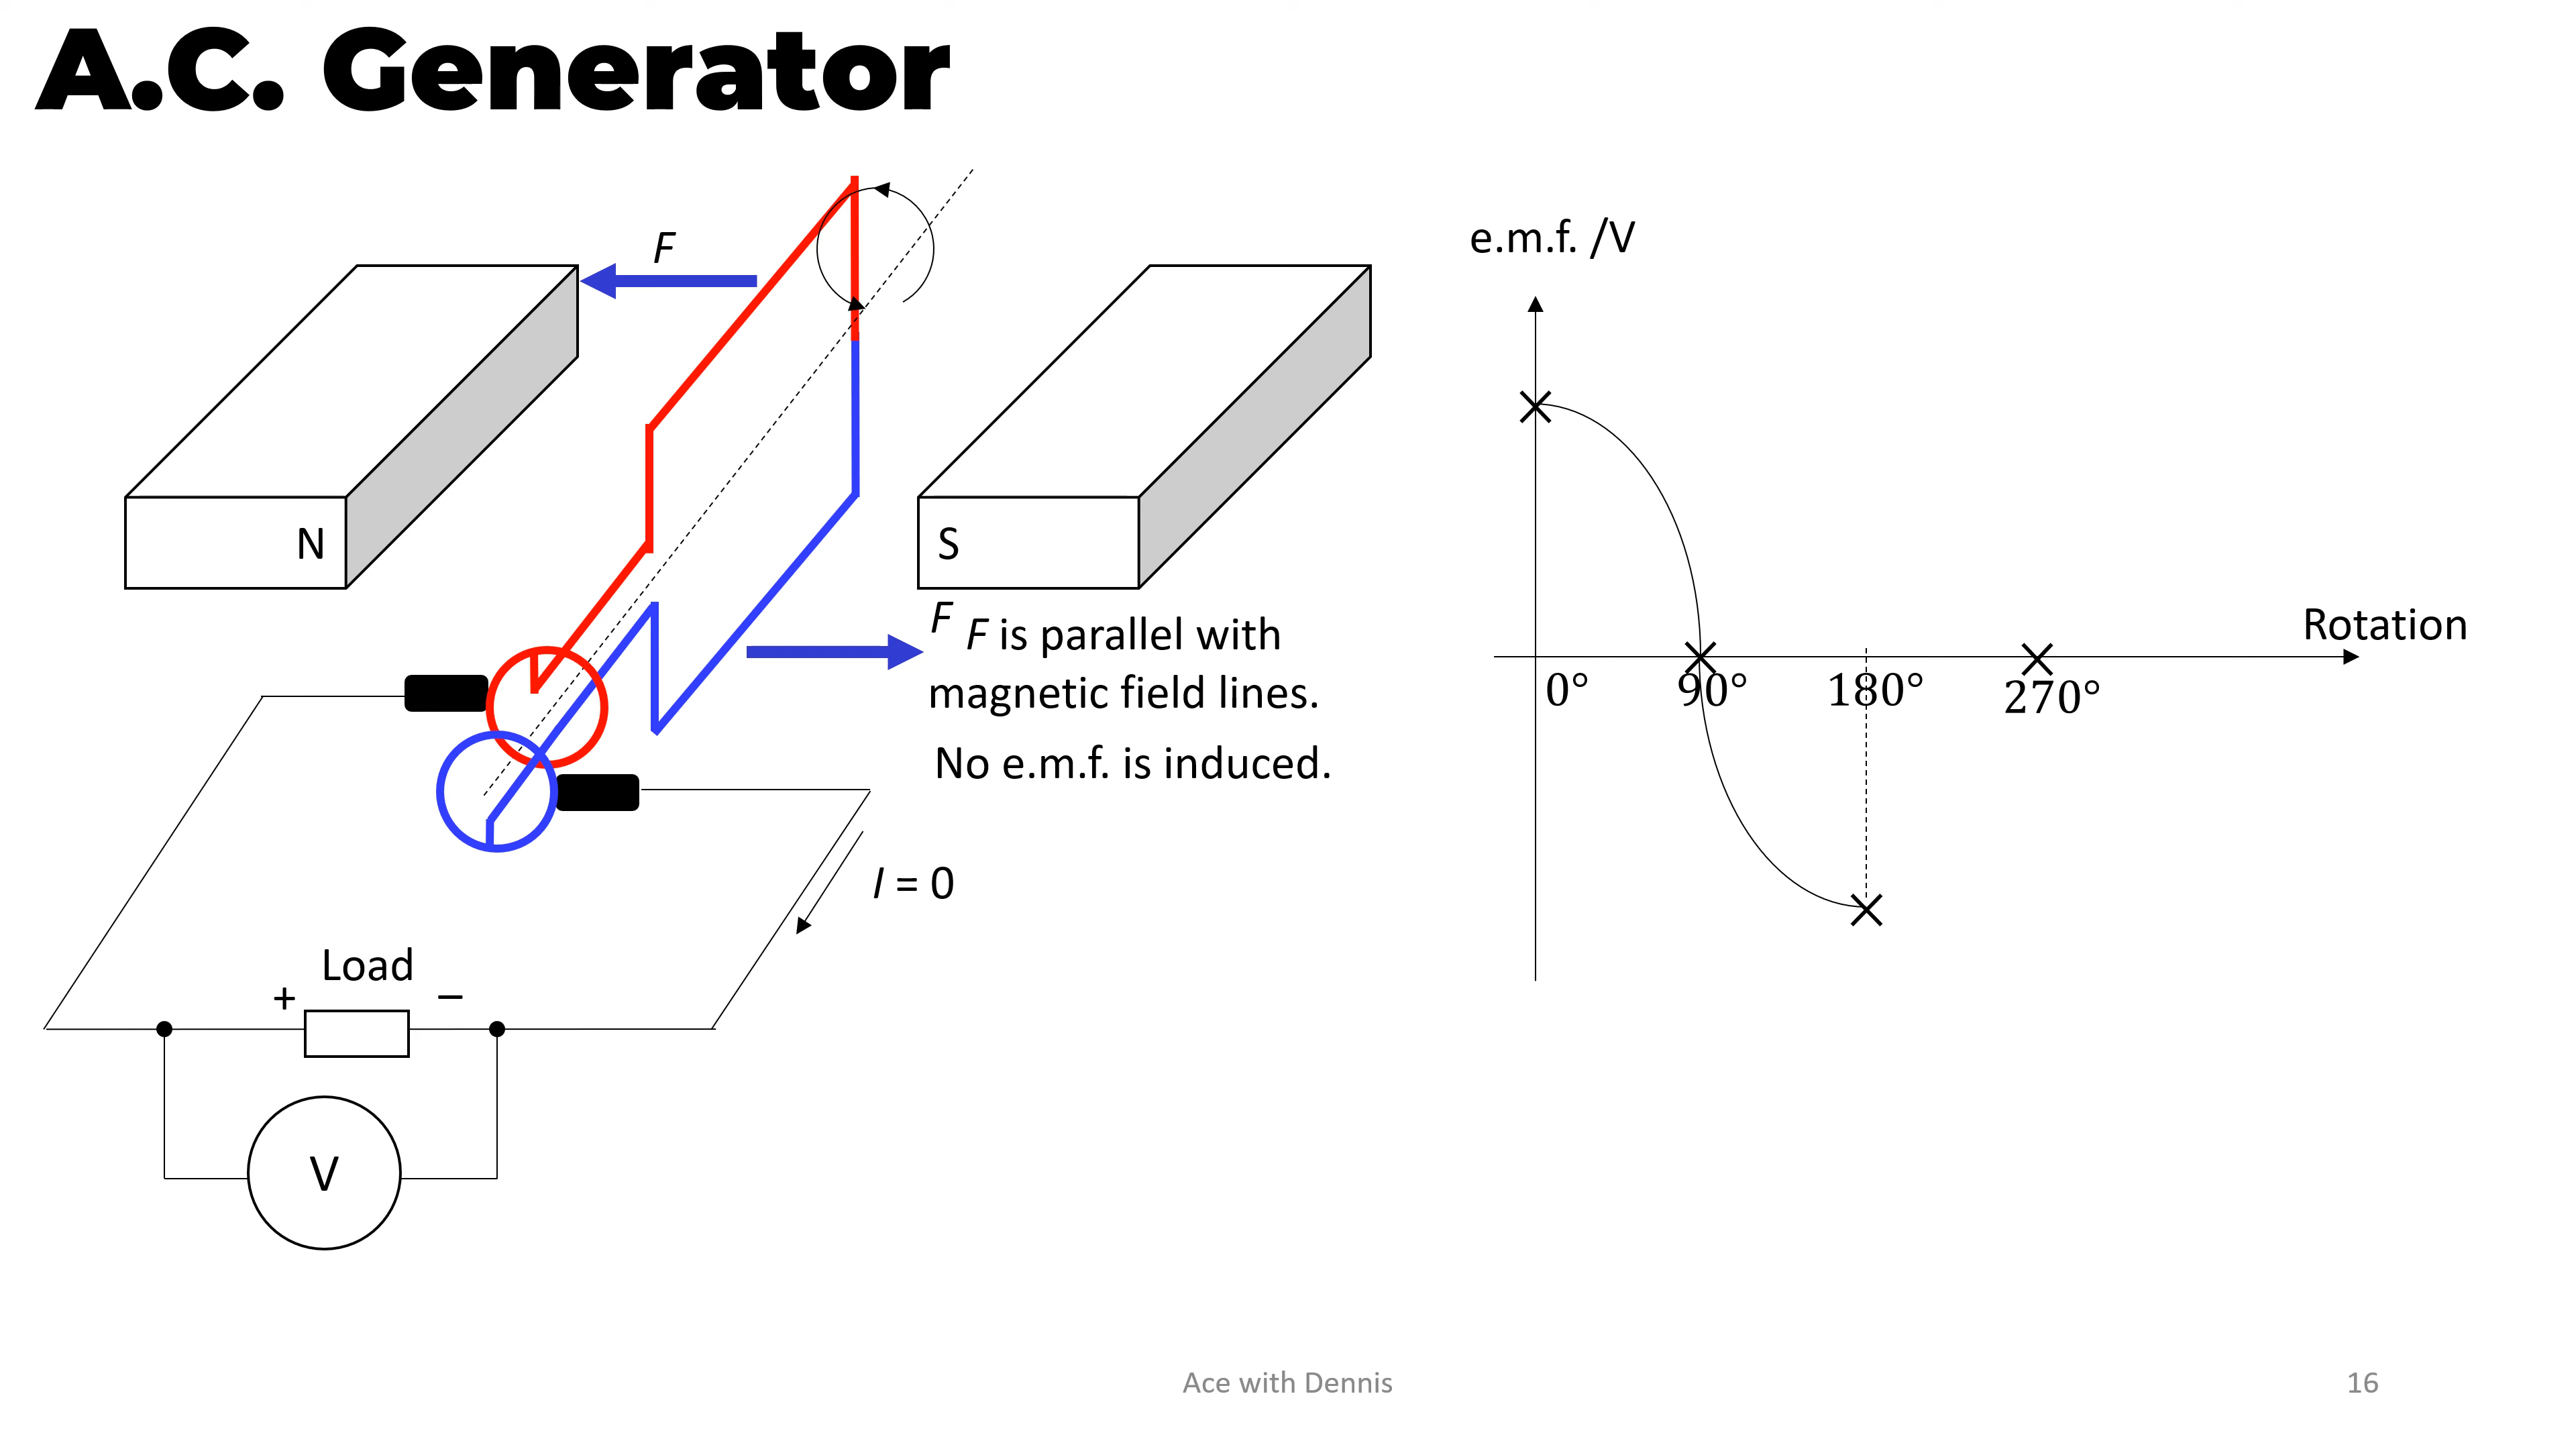 A.C. Generator
F
e.m.f. /V
N
S
F
F is parallel with
magnetic field lines.
No e.m.f. is induced.
Rotation
0°
90°
180°
270°
I = 0
Load
+
−
V
Ace with Dennis
16